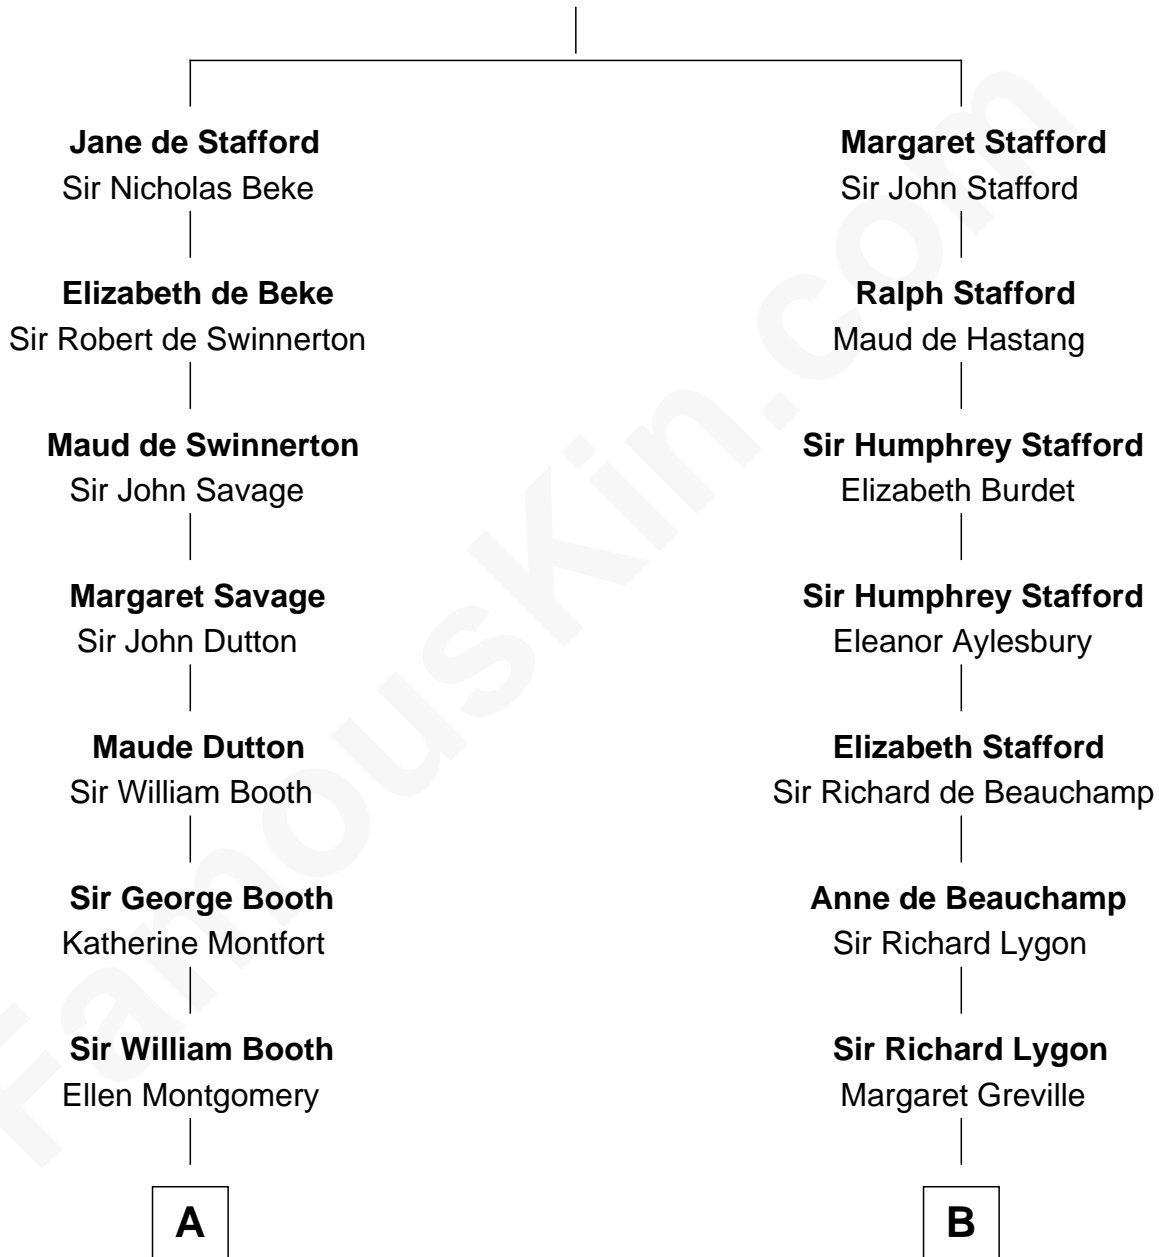 Jane de Stafford
Sir Nicholas Beke
Elizabeth de Beke
Sir Robert de Swinnerton
Maud de Swinnerton
Sir John Savage
Margaret Savage
Sir John Dutton
Maude Dutton
Sir William Booth
Sir George Booth
Katherine Montfort
Sir William Booth
Ellen Montgomery
A
Margaret Stafford
Sir John Stafford
Ralph Stafford
Maud de Hastang
Sir Humphrey Stafford
Elizabeth Burdet
Sir Humphrey Stafford
Eleanor Aylesbury
Elizabeth Stafford
Sir Richard de Beauchamp
Anne de Beauchamp
Sir Richard Lygon
Sir Richard Lygon
Margaret Greville
B
FamousKin.com